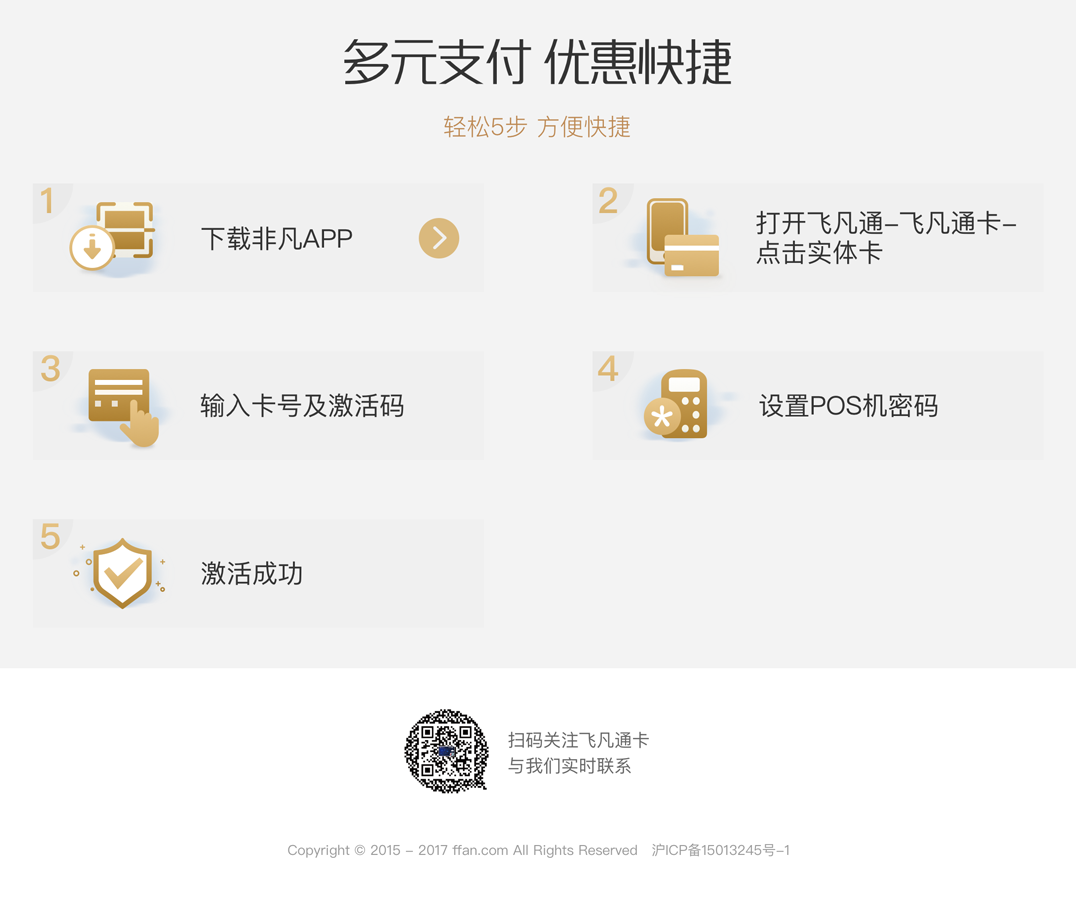 多元支付 优惠快捷
轻松5步 方便快捷
1
下载非凡APP
2
打开飞凡通–飞凡通卡–
点击实体卡
3
输入卡号及激活码
4
设置POS机密码
5
激活成功
扫码关注飞凡通卡
与我们实时联系
Copyright © 2015 – 2017 ffan.com All Rights Reserved 沪ICP备15013245号–1